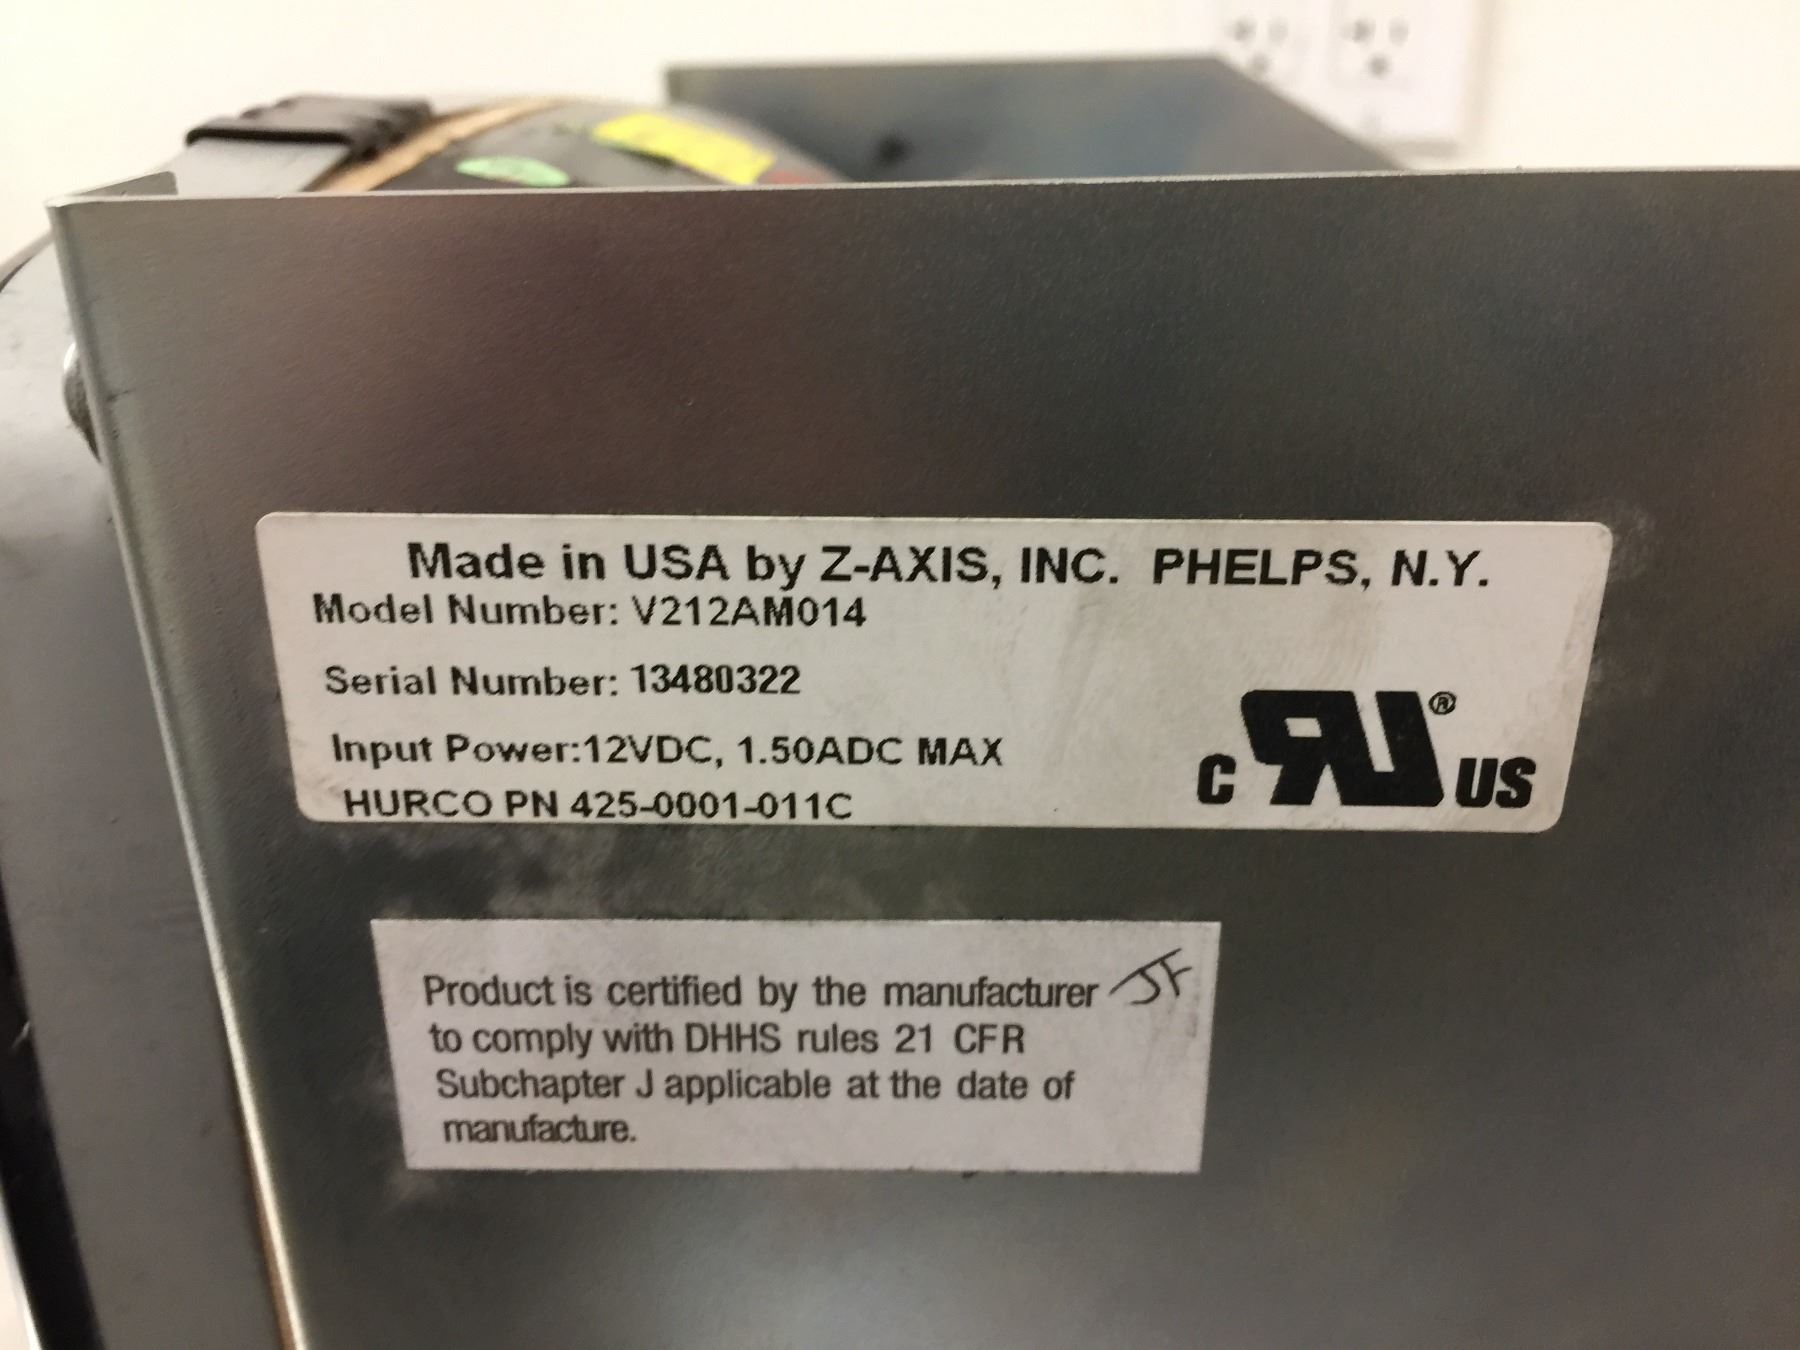 Made in USA by Z-AXIS, INC. PHELPS, N.Y.
Model Number: V212AM014
Serial Number: 13480322
Input Power:12VDC, 1.50ADC MAX
HURCO PN 425-0001-011C
C RU ® US
Product is certified by the manufacturer JF
to comply with DHHS rules 21 CFR
Subchapter J applicable at the date of
manufacture.